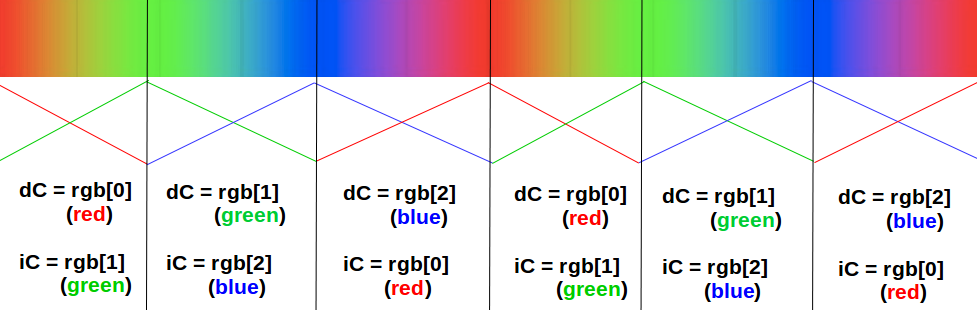 dC = rgb[0]
(red)
iC = rgb[1]
(green)
dC = rgb[1]
(green)
iC = rgb[2]
(blue)
dC = rgb[2]
(blue)
iC = rgb[0]
(red)
dC = rgb[0]
(red)
iC = rgb[1]
(green)
dC = rgb[1]
(green)
iC = rgb[2]
(blue)
dC = rgb[2]
(blue)
iC = rgb[0]
(red)